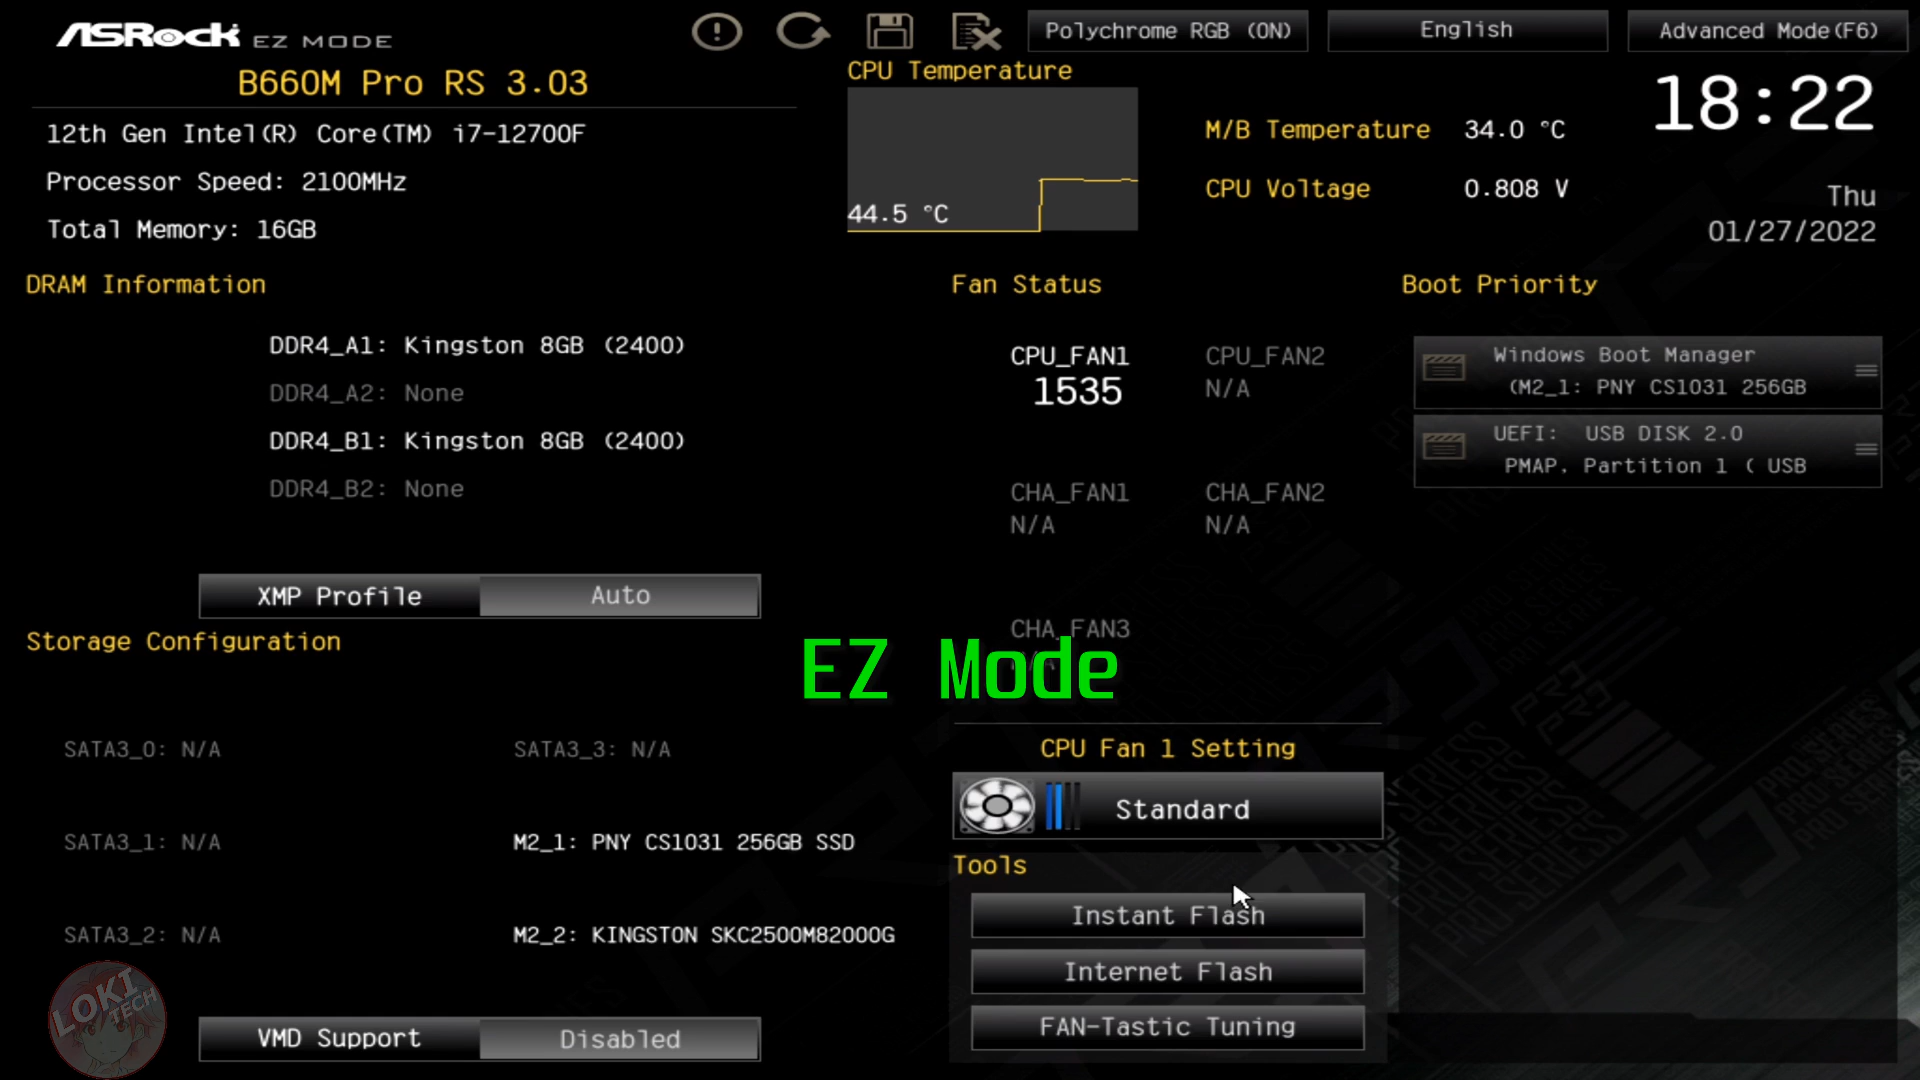 ASRock EZ MODE
Polychrome RGB (ON)
English
Advanced Mode(F6)
B660M Pro RS 3.03
12th Gen Intel(R) Core(TM) i7-12700F
Processor Speed: 2100MHz
Total Memory: 16GB
CPU Temperature
44.5 °C
M/B Temperature 34.0 °C
CPU Voltage 0.808 V
18:22
Thu
01/27/2022
DRAM Information
DDR4_A1: Kingston 8GB (2400)
DDR4_A2: None
DDR4_B1: Kingston 8GB (2400)
DDR4_B2: None
XMP Profile Auto
Fan Status
CPU_FAN1
1535
CPU_FAN2
N/A
CHA_FAN1
N/A
CHA_FAN2
N/A
CHA_FAN3
Boot Priority
Windows Boot Manager
(M2_1: PNY CS1031 256GB
UEFI: USB DISK 2.0
PMAP, Partition 1 ( USB
EZ Mode
Storage Configuration
SATA3_0: N/A
SATA3_3: N/A
SATA3_1: N/A
M2_1: PNY CS1031 256GB SSD
SATA3_2: N/A
M2_2: KINGSTON SKC2500M82000G
VMD Support Disabled
CPU Fan 1 Setting
Standard
Tools
Instant Flash
Internet Flash
FAN-Tastic Tuning
LOKI
TECH